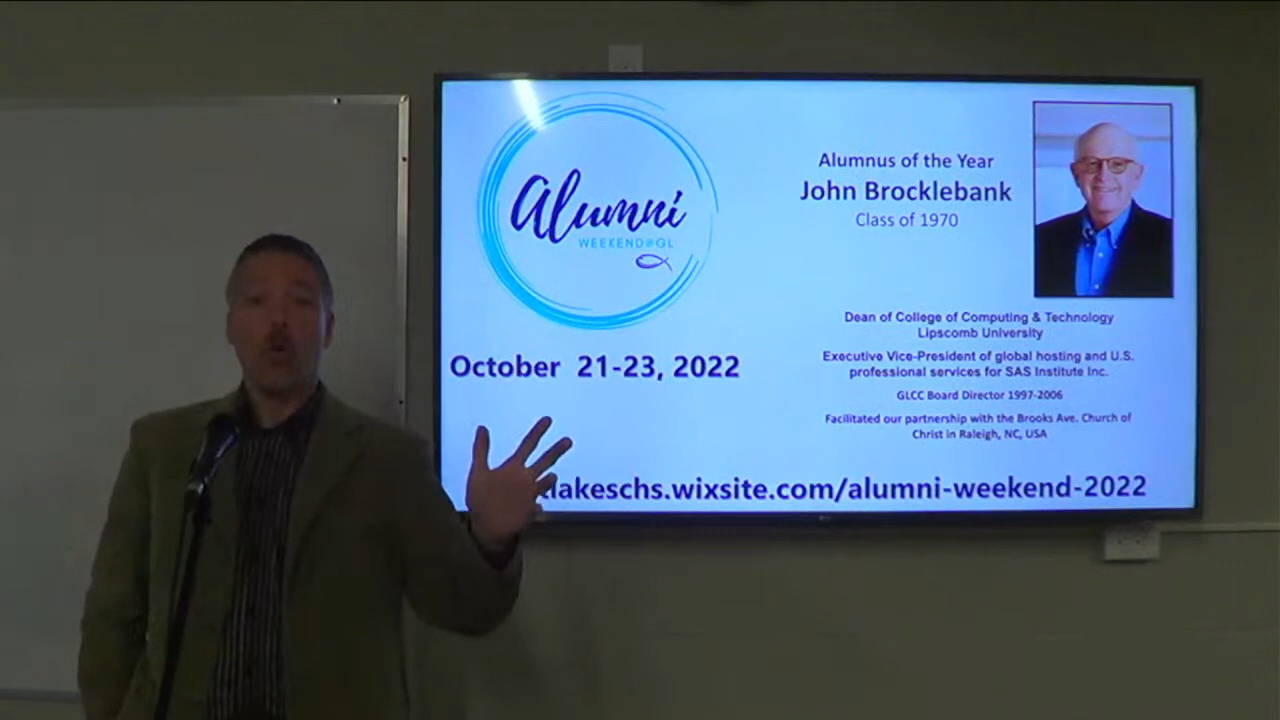 Alumni
WEEKEND@GL
October 21-23, 2022
Alumnus of the Year
John Brocklebank
Class of 1970
Dean of College of Computing & Technology
Lipscomb University
Executive Vice-President of global hosting and U.S.
professional services for SAS Institute Inc.
GLCC Board Director 1997-2006
Facilitated our partnership with the Brooks Ave. Church of
Christ in Raleigh, NC, USA
lakeschs.wixsite.com/alumni-weekend-2022
LG